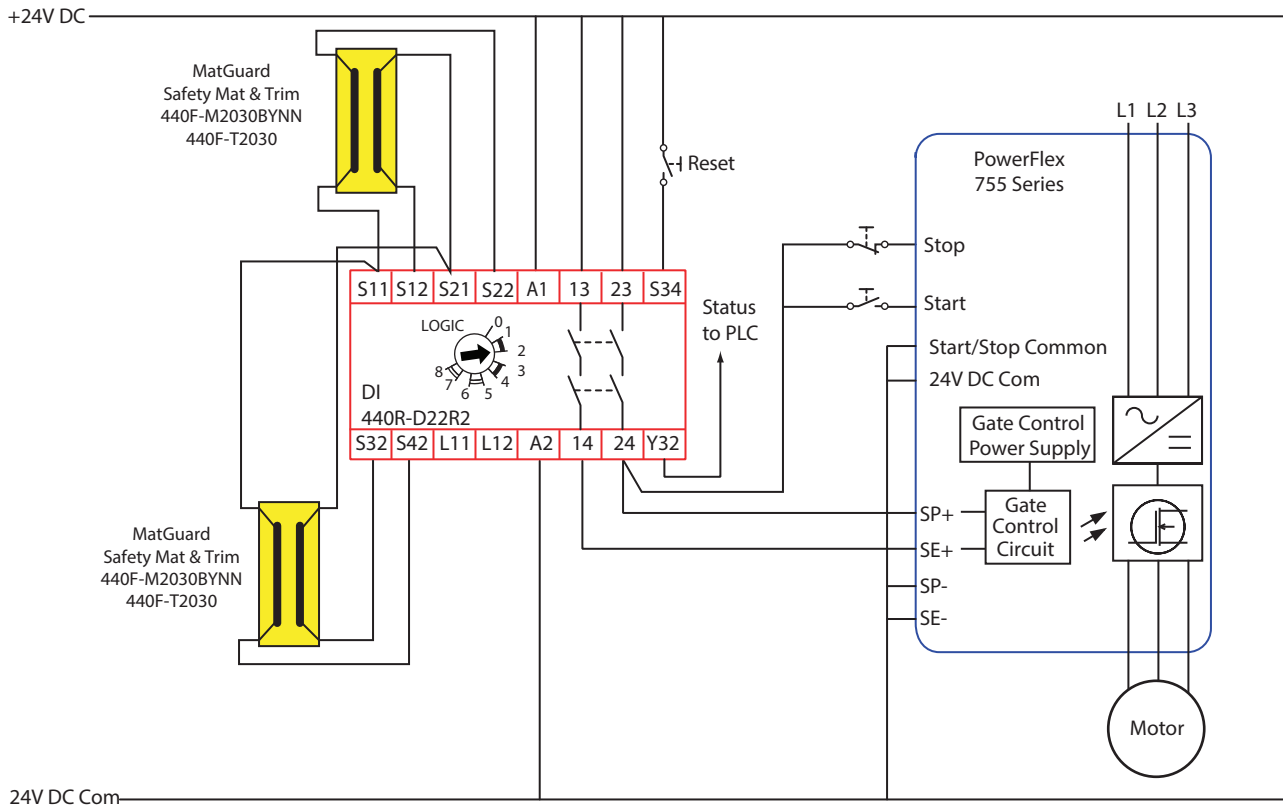 +24V DC
MatGuard
Safety Mat & Trim
440F-M2030BYNN
440F-T2030
Reset
L1 L2 L3
PowerFlex
755 Series
Stop
Start
Start/Stop Common
24V DC Com
Gate Control
Power Supply
Gate
Control
Circuit
SP+
SE+
SP-
SE-
Motor
S11 S12 S21 S22 A1 13 23 S34
LOGIC
0
1
2
3
4
5
6
7
8
DI
440R-D22R2
S32 S42 L11 L12 A2 14 24 Y32
Status
to PLC
MatGuard
Safety Mat & Trim
440F-M2030BYNN
440F-T2030
24V DC Com